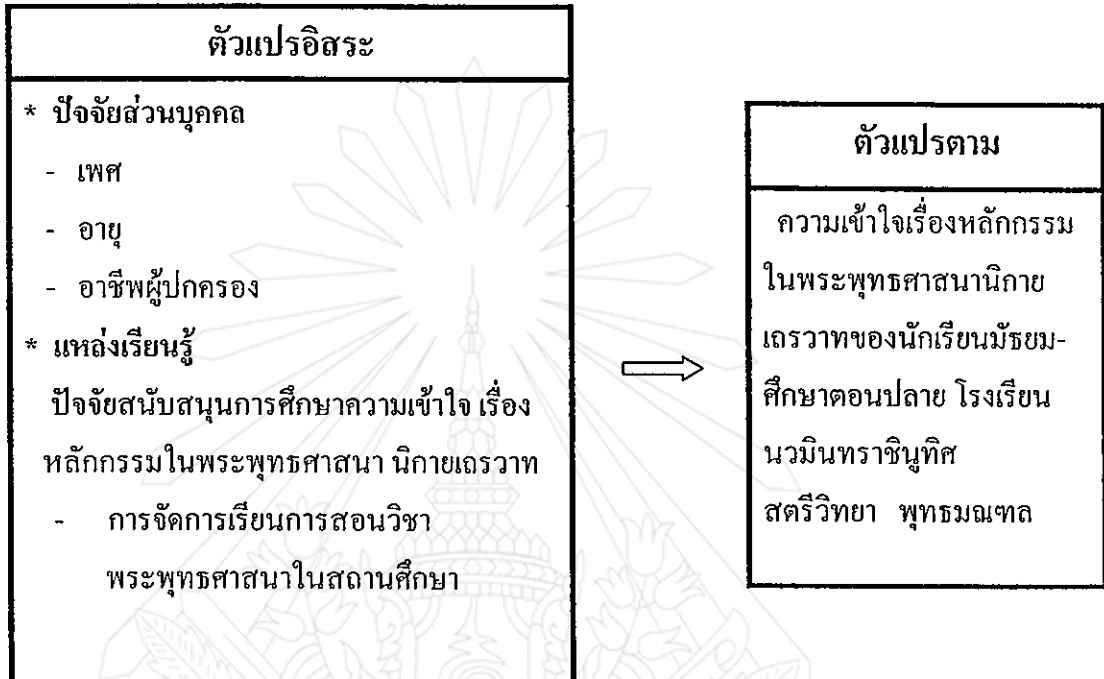 ตัวแปรอิสระ
* ปัจจัยส่วนบุคคล
- เพศ
- อายุ
- อาชีพผู้ปกครอง
* แหล่งเรียนรู้
ปัจจัยสนับสนุนการศึกษาความเข้าใจ เรื่อง
หลักกรรมในพระพุทธศาสนา นิกายเถรวาท
- การจัดการเรียนการสอนวิชา
พระพุทธศาสนาในสถานศึกษา
ตัวแปรตาม
ความเข้าใจเรื่องหลักกรรม
ในพระพุทธศาสนานิกาย
เถรวาทของนักเรียนมัธยม-
ศึกษาตอนปลาย โรงเรียน
นวมินทราชินูทิศ
สตรีวิทยา พุทธมณฑล